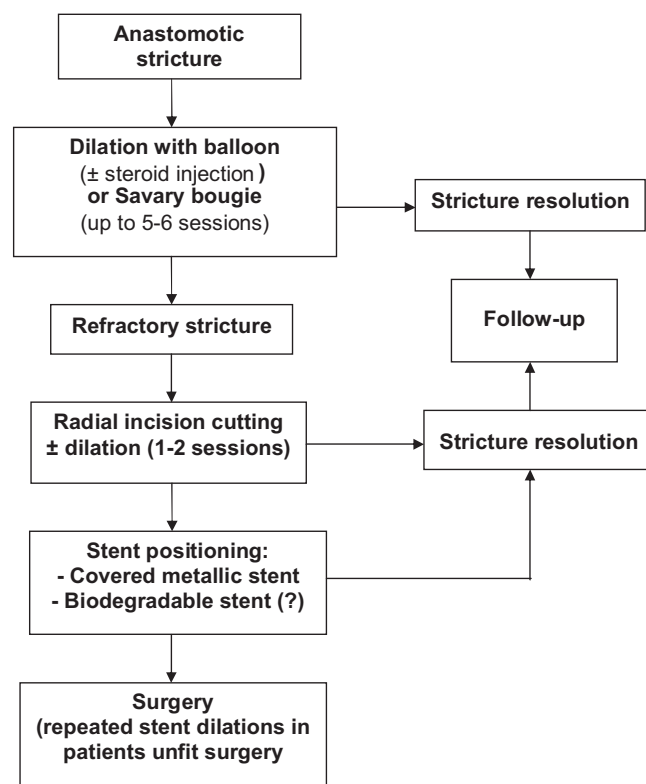 Anastomotic
stricture
Dilation with balloon
(± steroid injection )
or Savary bougie
(up to 5-6 sessions)
Stricture resolution
Refractory stricture
Follow-up
Radial incision cutting
± dilation (1-2 sessions)
Stricture resolution
Stent positioning:
- Covered metallic stent
- Biodegradable stent (?)
Surgery
(repeated stent dilations in
patients unfit surgery